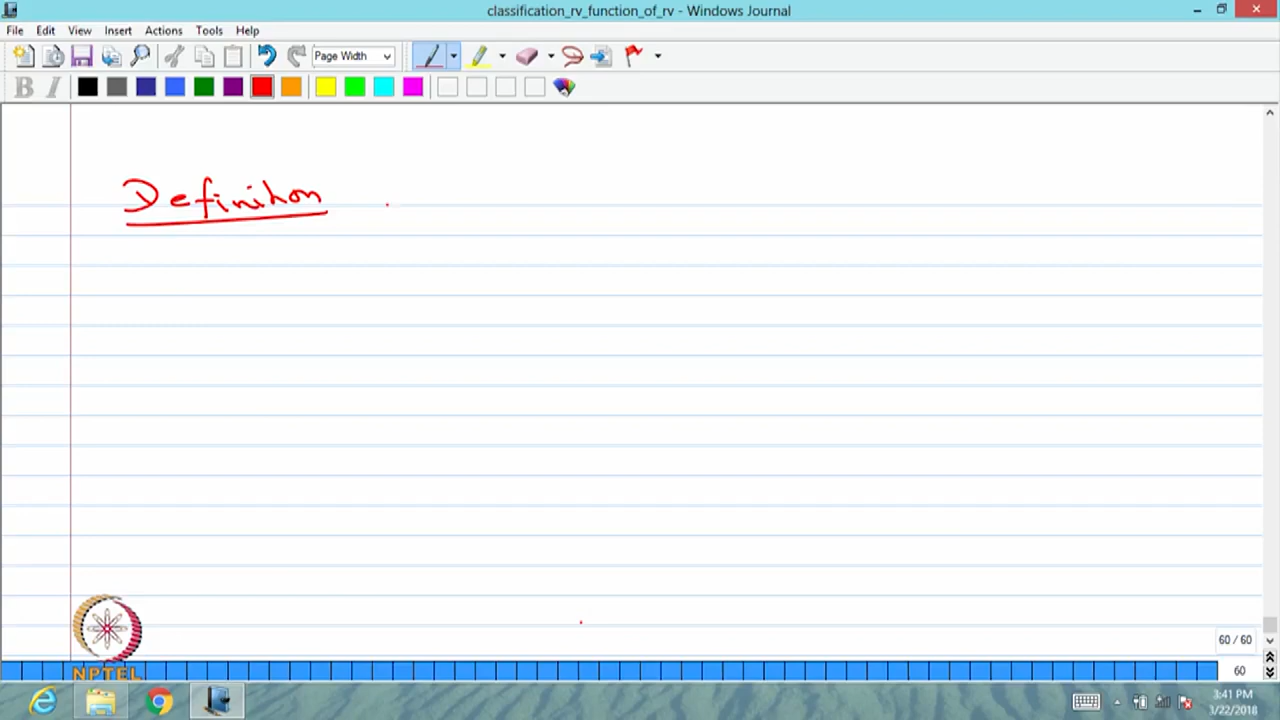 classification_rv_function_of_rv - Windows Journal
File Edit View Insert Actions Tools Help
Page Width
B I
Definition
60 / 60
NPTEL
60
3:41 PM
3/22/2018